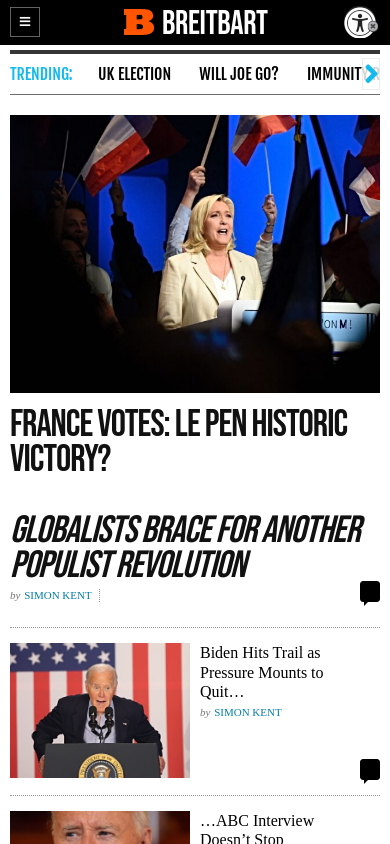 BREITBART
TRENDING:
UK ELECTION
WILL JOE GO?
IMMUNIT
ON M !
FRANCE VOTES: LE PEN HISTORIC
VICTORY?
GLOBALISTS BRACE FOR ANOTHER
POPULIST REVOLUTION
by SIMON KENT
Biden Hits Trail as
Pressure Mounts to
Quit…
by SIMON KENT
…ABC Interview
Doesn’t Stop